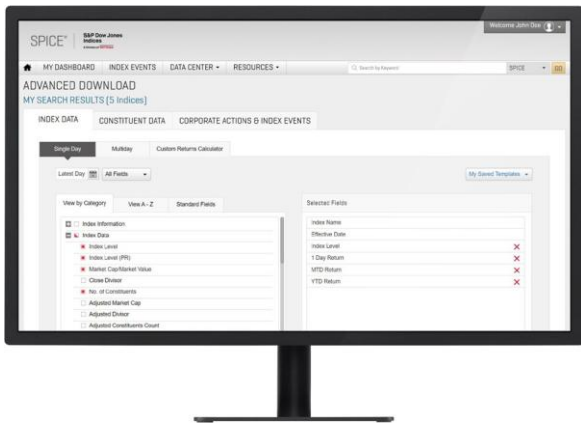 Welcome John Doe
SPICE®
S&P Dow Jones
Indices
MY DASHBOARD INDEX EVENTS DATA CENTER RESOURCES
Search by Keyword SPICE GO
ADVANCED DOWNLOAD
MY SEARCH RESULTS (5 Indices)
INDEX DATA CONSTITUENT DATA CORPORATE ACTIONS & INDEX EVENTS
Single Day Multiday Custom Returns Calculator
Latest Day All Fields My Saved Templates
View by Category View A - Z Standard Fields
Index Information
Index Data
Index Level
Index Level (PR)
Market Cap/Market Value
Close Divisor
No. of Constituents
Adjusted Market Cap
Adjusted Divisor
Adjusted Constituents Count
Selected Fields
Index Name
Effective Date
Index Level
1 Day Return
MTD Return
YTD Return